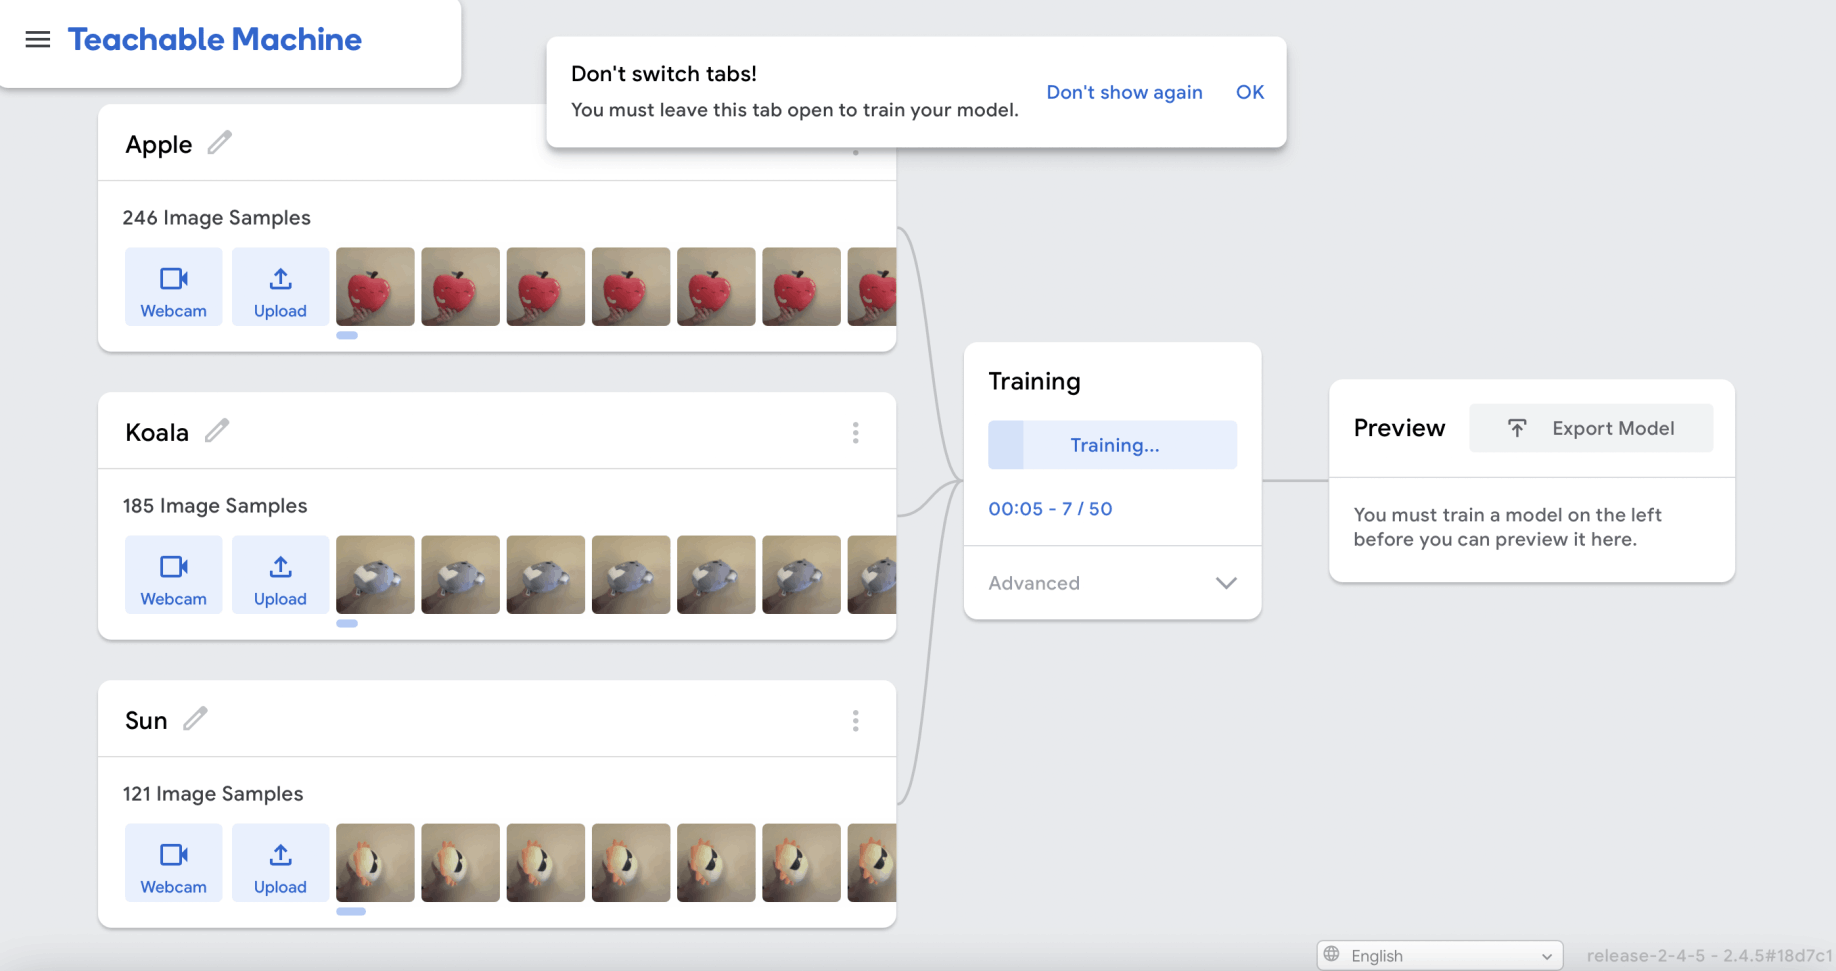 Teachable Machine
Don't switch tabs!
You must leave this tab open to train your model.
Don't show again
OK
Apple
246 Image Samples
Webcam
Upload
Koala
185 Image Samples
Webcam
Upload
Sun
121 Image Samples
Webcam
Upload
Training
Training...
00:05 - 7 / 50
Advanced
Preview
Export Model
You must train a model on the left
before you can preview it here.
English
release-2-4-5 - 2.4.5#18d7c1